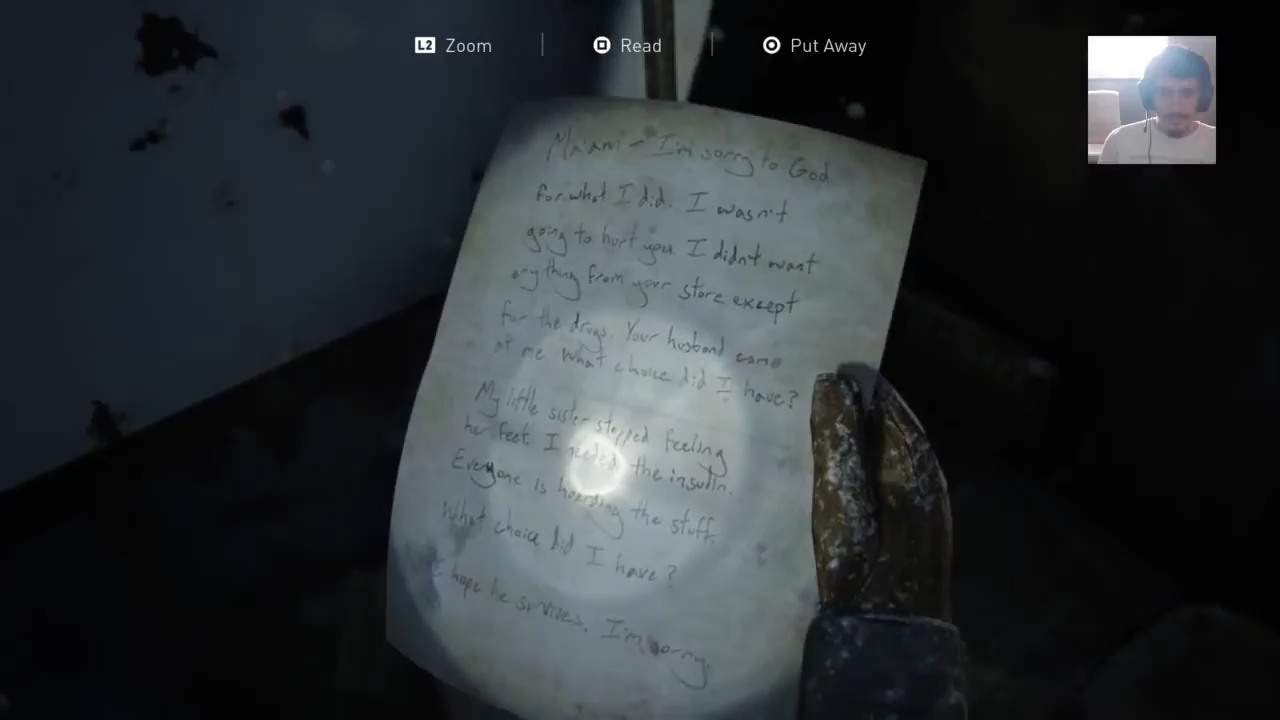 L2 Zoom | Read | Put Away
Ma'am - I'm sorry to God
for what I did. I wasn't
going to hurt you. I didnt want
anything from your store except
for the drugs. Your husband came
at me What choice did I have?
My little sister stopped feeling
her feet. I needed the insulin.
Everyone is hoarding the stuff.
What choice did I have?
I hope he survives. I'm sorry.